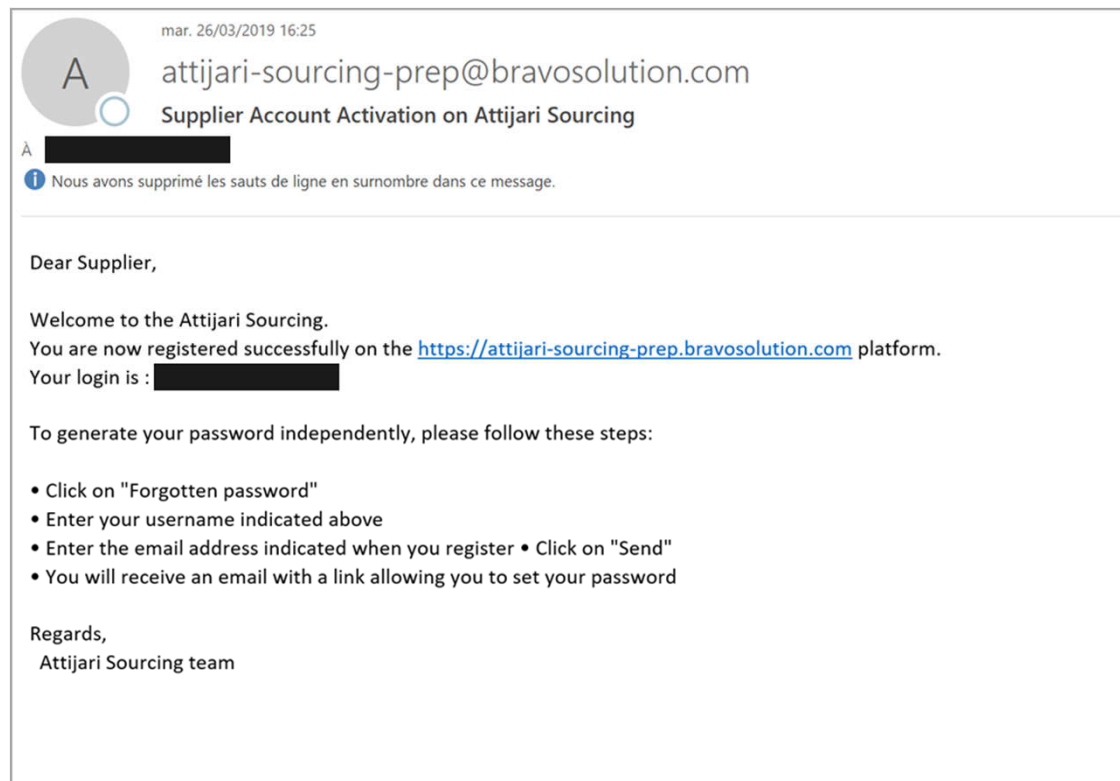 A
mar. 26/03/2019 16:25
attijari-sourcing-prep@bravosolution.com
Supplier Account Activation on Attijari Sourcing
À
i Nous avons supprimé les sauts de ligne en surnombre dans ce message.
Dear Supplier,
Welcome to the Attijari Sourcing.
You are now registered successfully on the https://attijari-sourcing-prep.bravosolution.com platform.
Your login is :
To generate your password independently, please follow these steps:
• Click on "Forgotten password"
• Enter your username indicated above
• Enter the email address indicated when you register • Click on "Send"
• You will receive an email with a link allowing you to set your password
Regards,
Attijari Sourcing team